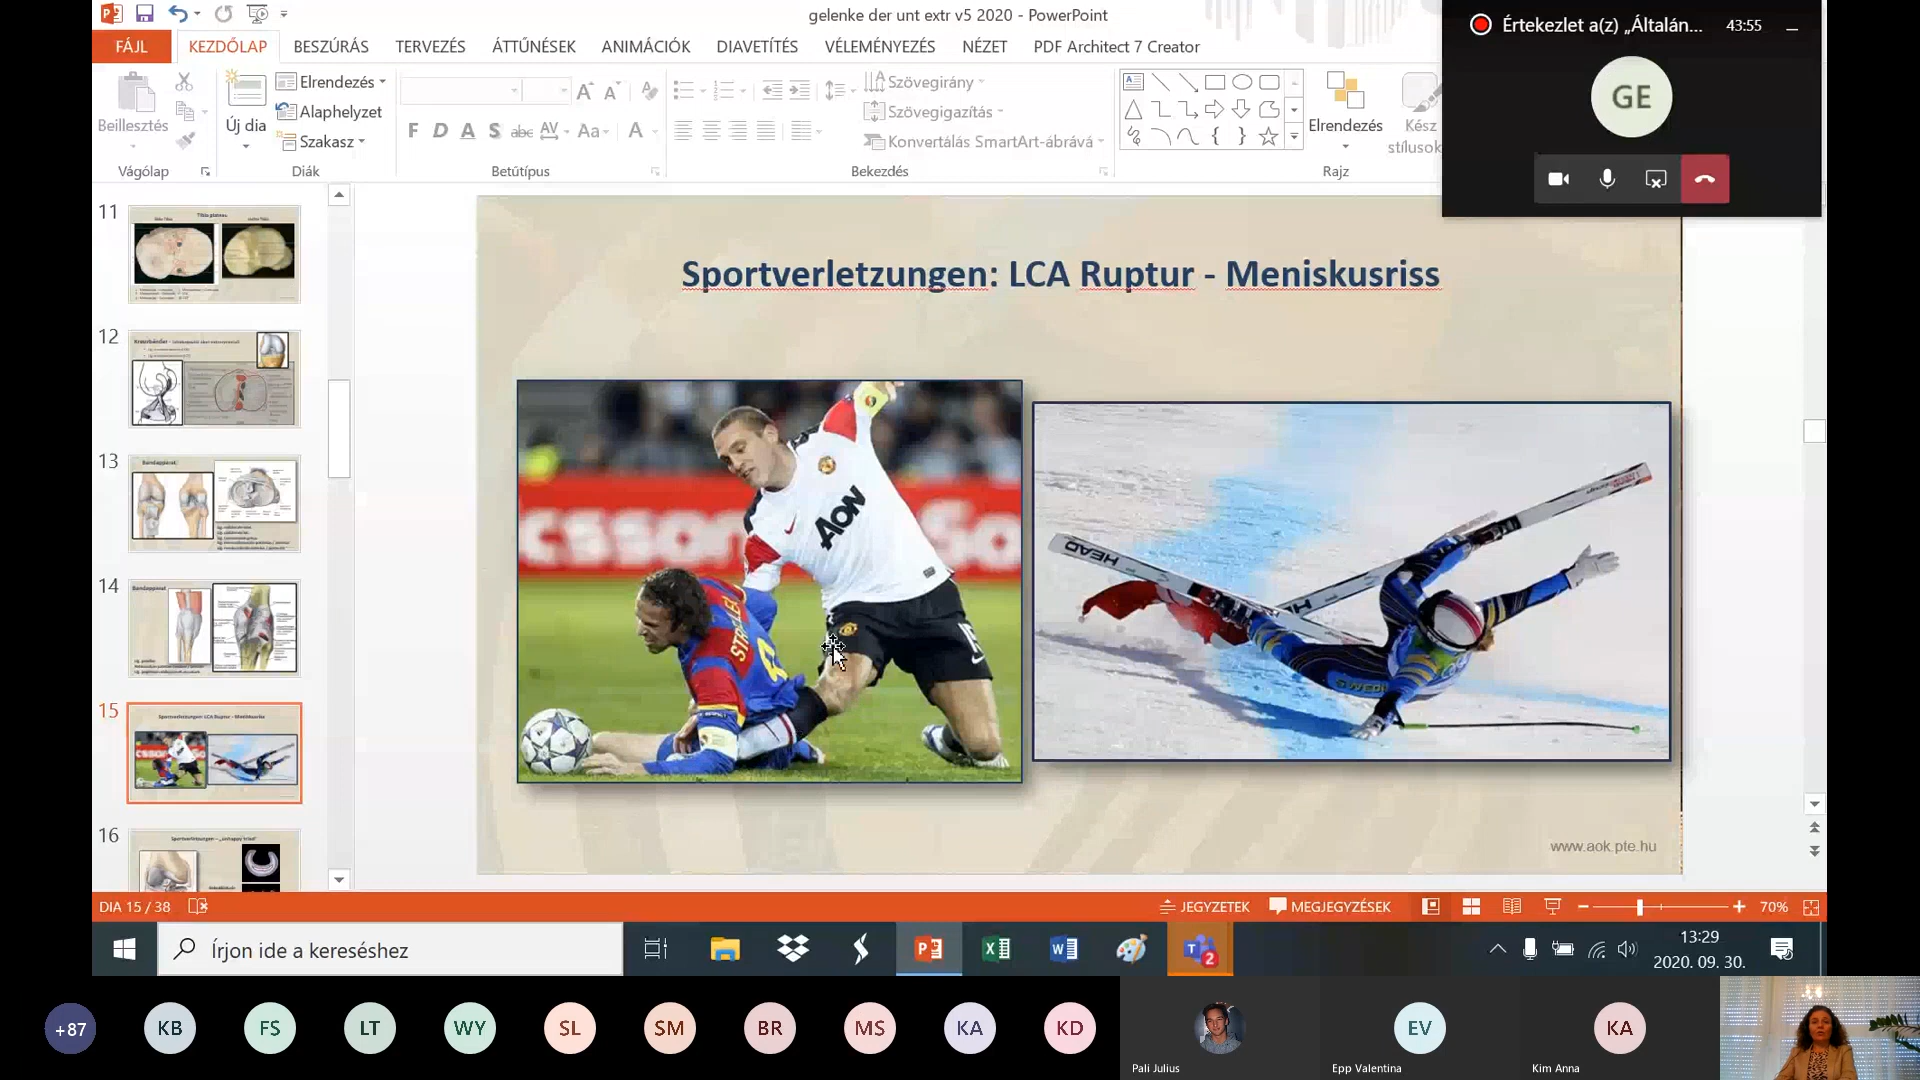 gelenke der unt extr v5 2020 - PowerPoint
Értekezlet a(z) „Általán...
43:55
FÁJL
KEZDŐLAP
BESZÚRÁS
TERVEZÉS
ÁTTŰNÉSEK
ANIMÁCIÓK
DIAVETÍTÉS
VÉLEMÉNYEZÉS
NÉZET
PDF Architect 7 Creator
GE
Beillesztés
Új dia
Elrendezés
Alaphelyzet
Szakasz
Szövegirány
Szövegigazítás
Konvertálás SmartArt-ábrává
Elrendezés
Kész
stílusok
Vágólap
Diák
Betűtípus
Bekezdés
Rajz
11
12
13
14
15
16
Sportverletzungen: LCA Ruptur - Meniskusriss
AON
STRELLER
HEAD
www.aok.pte.hu
DIA 15 / 38
JEGYZETEK
MEGJEGYZÉSEK
70%
Írjon ide a kereséshez
2
13:29
2020. 09. 30.
+87
KB
FS
LT
WY
SL
SM
BR
MS
KA
KD
Pali Julius
EV
Epp Valentina
KA
Kim Anna